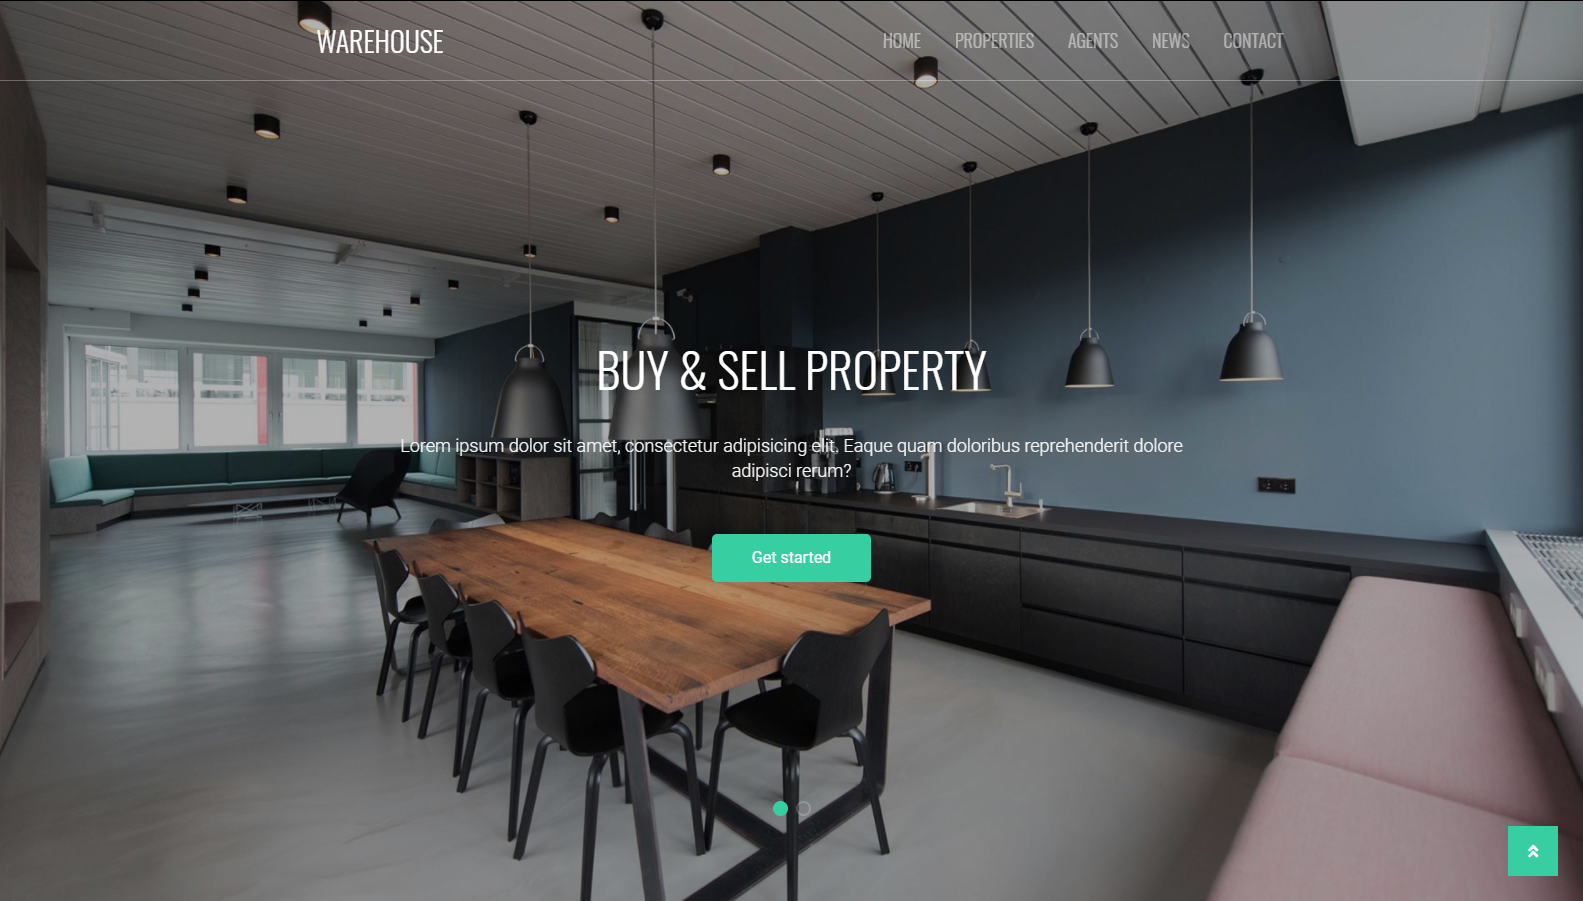 WAREHOUSE
HOME PROPERTIES AGENTS NEWS CONTACT
BUY & SELL PROPERTY
Lorem ipsum dolor sit amet, consectetur adipisicing elit. Eaque quam doloribus reprehenderit dolore
adipisci rerum?
Get started